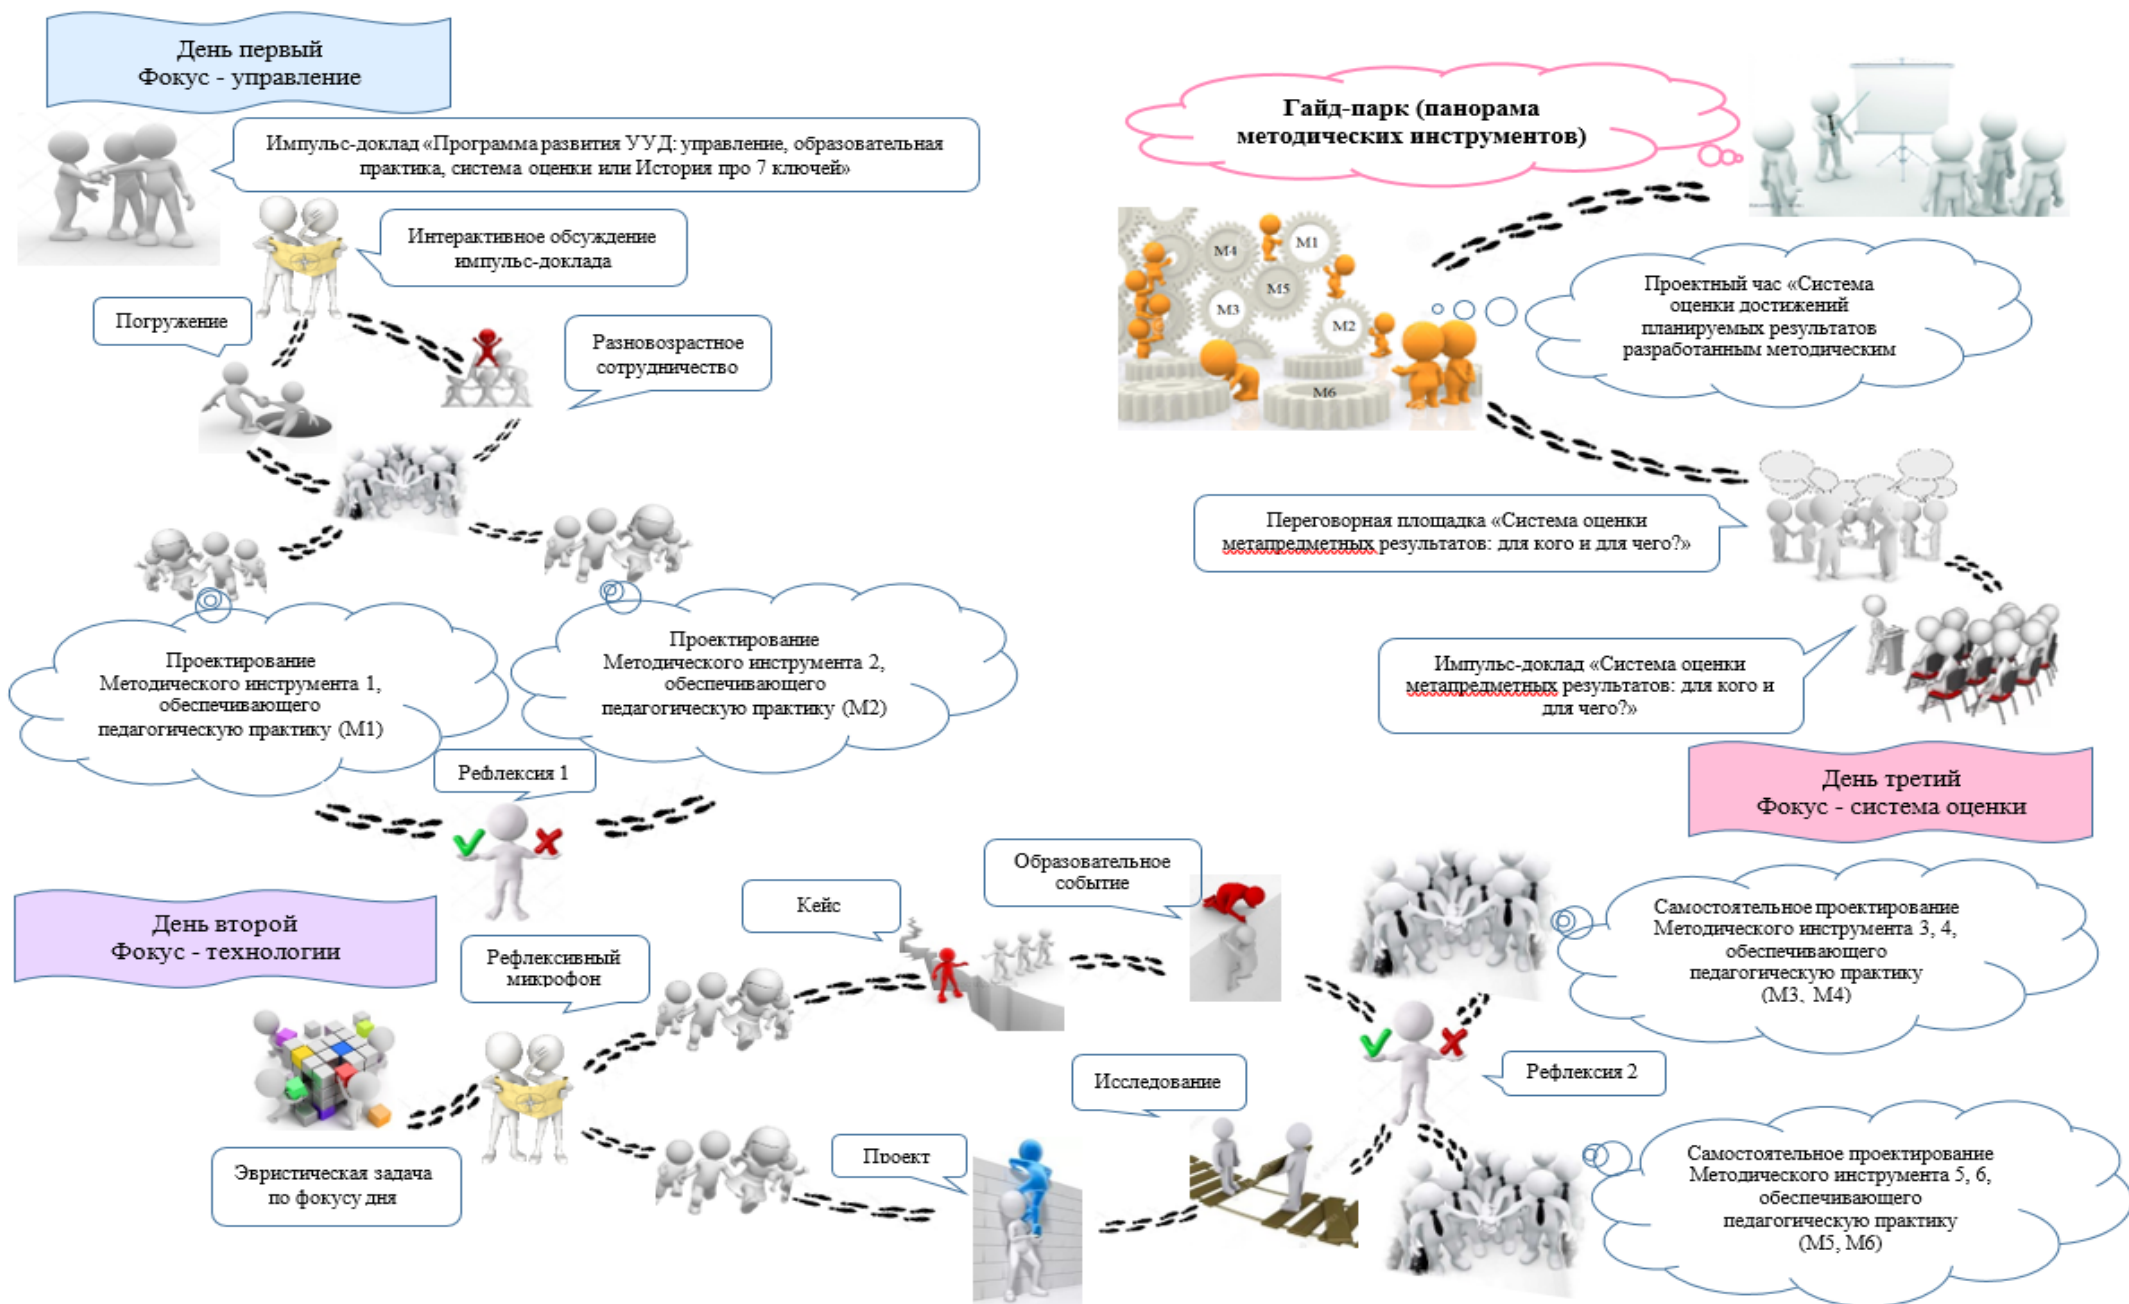 День первый
Фокус - управление
Импульс-доклад «Программа развития УУД: управление, образовательная
практика, система оценки или История про 7 ключей»
Интерактивное обсуждение
импульс-доклада
Погружение
Разновозрастное
сотрудничество
Проектирование
Методического инструмента 1,
обеспечивающего
педагогическую практику (М1)
Проектирование
Методического инструмента 2,
обеспечивающего
педагогическую практику (М2)
Рефлексия 1
День второй
Фокус - технологии
Эвристическая задача
по фокусу дня
Рефлексивный
микрофон
Кейс
Образовательное
событие
Проект
Исследование
Рефлексия 2
Самостоятельное проектирование
Методического инструмента 3, 4,
обеспечивающего
педагогическую практику
(М3, М4)
Самостоятельное проектирование
Методического инструмента 5, 6,
обеспечивающего
педагогическую практику
(М5, М6)
День третий
Фокус - система оценки
Импульс-доклад «Система оценки
метапредметных результатов: для кого и
для чего?»
Переговорная площадка «Система оценки
метапредметных результатов: для кого и для чего?»
Проектный час «Система
оценки достижений
планируемых результатов
разработанным методическим
М4
М1
М5
М3
М2
М6
Гайд-парк (панорама
методических инструментов)